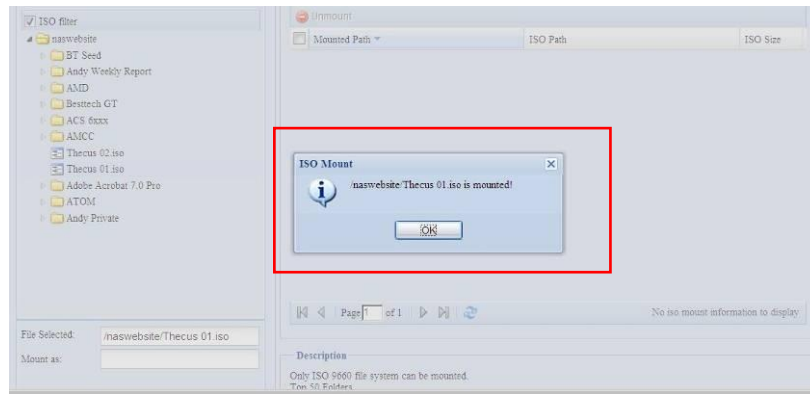 ISO filter
naswebsite
BT Seed
Andy Weekly Report
AMD
Besttech GT
ACS 6xxx
AMCC
Thecus 02.iso
Thecus 01.iso
Adobe Acrobat 7.0 Pro
ATOM
Andy Private
File Selected: /naswebsite/Thecus 01.iso
Mount as:
Unmount
Mounted Path ISO Path ISO Size
ISO Mount
/naswebsite/Thecus 01.iso is mounted!
OK
Page 1 of 1 No iso mount information to display
Description
Only ISO 9660 file system can be mounted.
Top 50 Folders